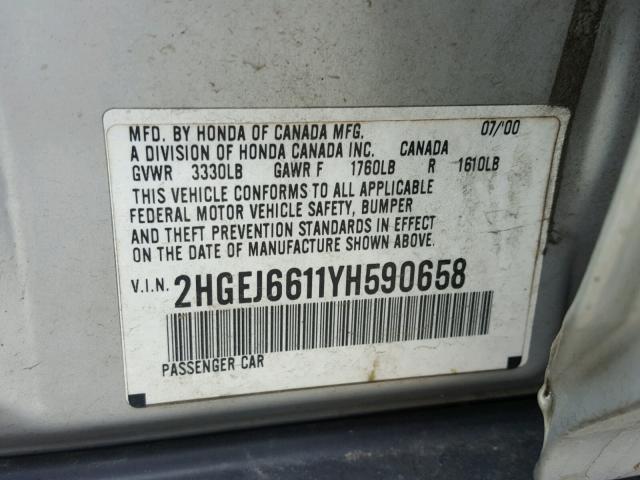 MFD. BY HONDA OF CANADA MFG. 07/'00
A DIVISION OF HONDA CANADA INC. CANADA
GVWR 3330LB GAWR F 1760LB R 1610LB
THIS VEHICLE CONFORMS TO ALL APPLICABLE
FEDERAL MOTOR VEHICLE SAFETY, BUMPER
AND THEFT PREVENTION STANDARDS IN EFFECT
ON THE DATE OF MANUFACTURE SHOWN ABOVE.
V.I.N. 2HGEJ6611YH590658
PASSENGER CAR